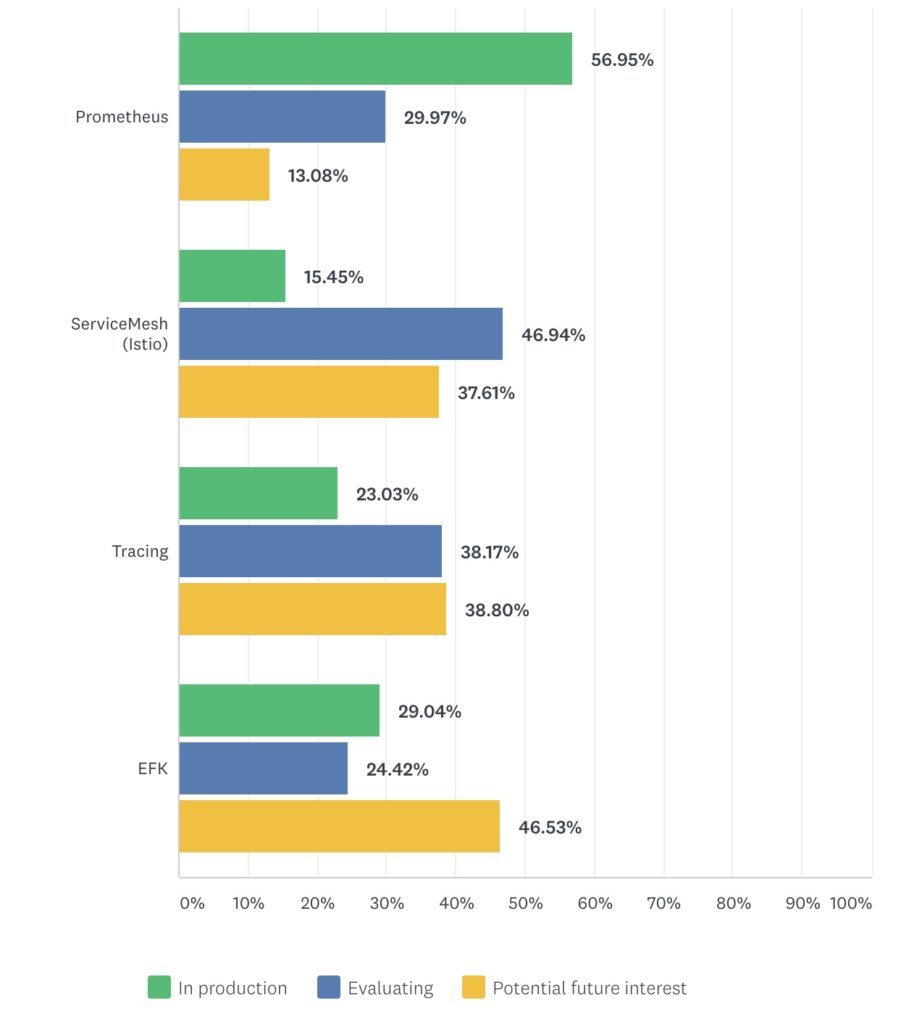 56.95%
Prometheus
29.97%
13.08%
15.45%
ServiceMesh
(Istio)
46.94%
37.61%
23.03%
Tracing
38.17%
38.80%
29.04%
EFK
24.42%
46.53%
0% 10% 20% 30% 40% 50% 60% 70% 80% 90% 100%
In production Evaluating Potential future interest